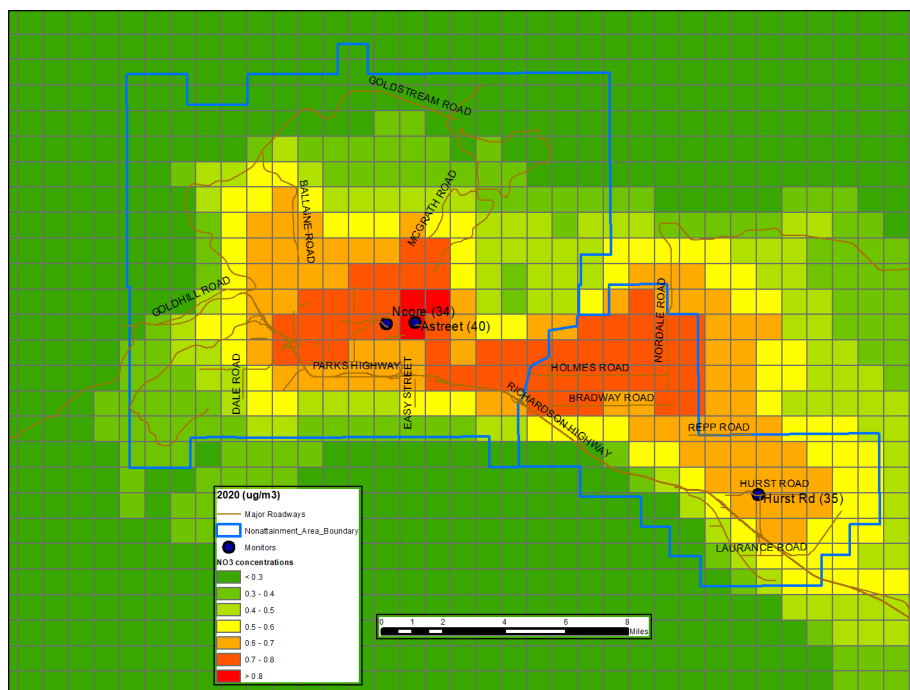 GOLDSTREAM ROAD
BALLAINE ROAD
MCGRATH ROAD
GOLDHILL ROAD
NORDALE ROAD
Ncore (34)
Astreet (40)
DALE ROAD
PARKS HIGHWAY
EASY STREET
HOLMES ROAD
BRADWAY ROAD
RICHARDSON HIGHWAY
REPP ROAD
HURST ROAD
Hurst Rd (35)
LAURANCE ROAD
2020 (ug/m3)
Major Roadways
Nonattainment_Area_Boundary
Monitors
NO3 concentrations
< 0.3
0.3 - 0.4
0.4 - 0.5
0.5 - 0.6
0.6 - 0.7
0.7 - 0.8
> 0.8
0 2 4 6 8
Miles